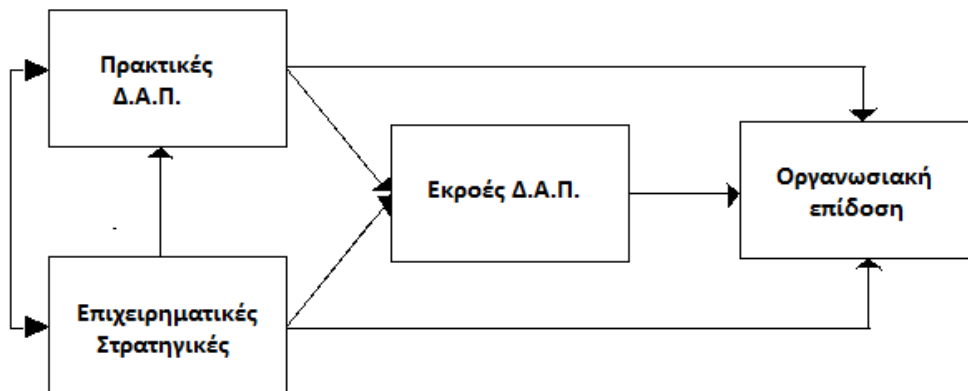 Πρακτικές
Δ.Α.Π.
Εκροές Δ.Α.Π.
Οργανωσιακή
επίδοση
Επιχειρηματικές
Στρατηγικές